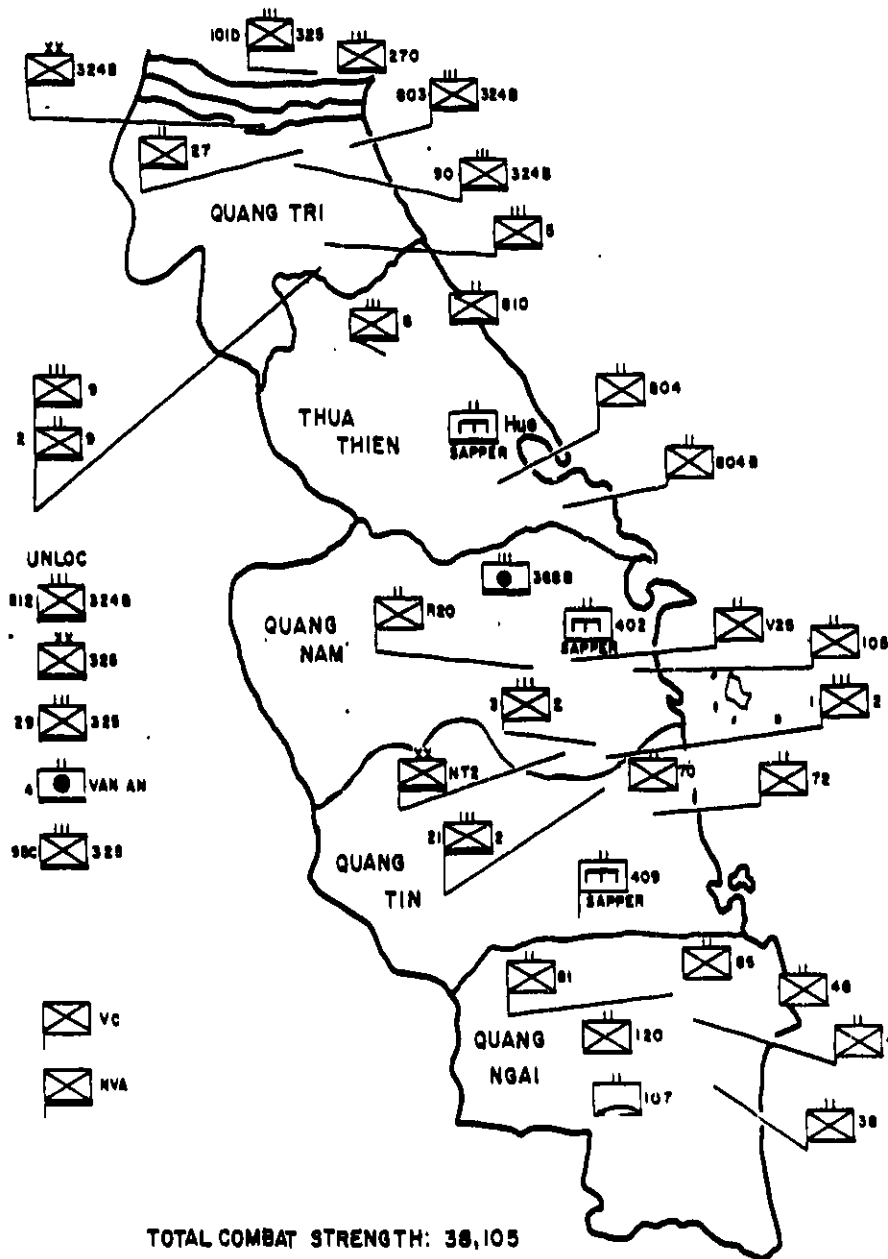 101D 325
270
XX
324B
803 324B
27
90 324B
QUANG TRI
5
810
6
9
2 9
804
THUA
THIEN
Hue
SAPPER
804B
UNLOC
812 324B
XX
325
29 325
4 VAN AN
95C 325
368B
QUANG
NAM
R20
402
SAPPER
V25
3 2
1 2
XX
NT2
70
72
21 2
QUANG
TIN
409
SAPPER
81
95
48
QUANG
NGAI
120
107
38
VC
NVA
TOTAL COMBAT STRENGTH: 38,105